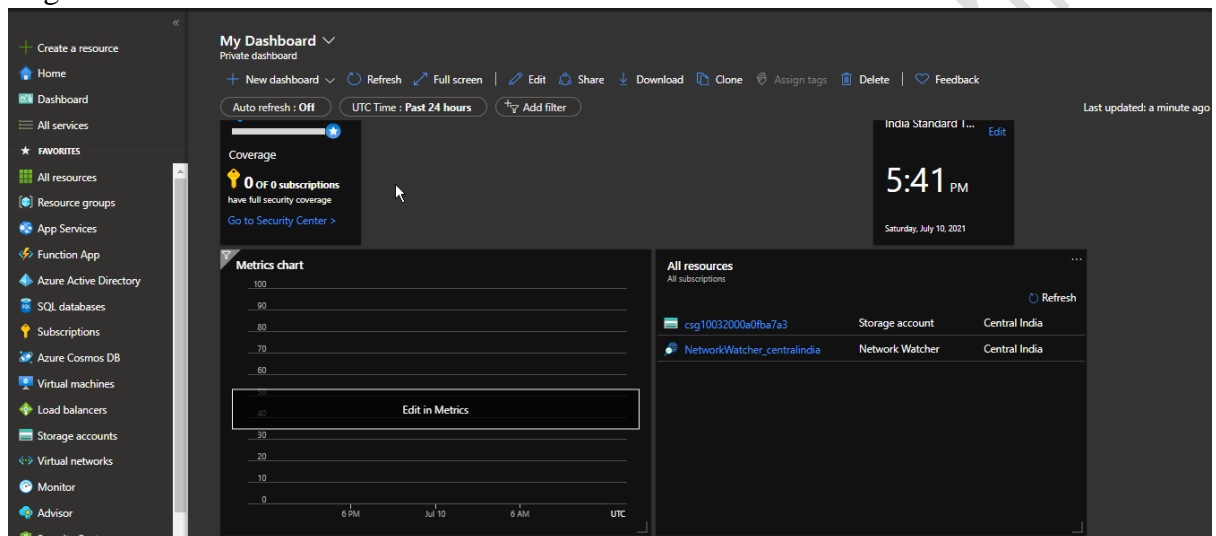 «
Create a resource
Home
Dashboard
All services
FAVORITES
All resources
Resource groups
App Services
Function App
Azure Active Directory
SQL databases
Subscriptions
Azure Cosmos DB
Virtual machines
Load balancers
Storage accounts
Virtual networks
Monitor
Advisor
My Dashboard
Private dashboard
New dashboard Refresh Full screen Edit Share Download Clone Assign tags Delete Feedback
Auto refresh : Off UTC Time : Past 24 hours Add filter Last updated: a minute ago
Coverage
0 OF 0 subscriptions
have full security coverage
Go to Security Center >
India Standard T... Edit
5:41 PM
Saturday, July 10, 2021
Metrics chart
100
90
80
70
60
50
40
Edit in Metrics
30
20
10
0
6 PM Jul 10 6 AM UTC
All resources
All subscriptions
...
Refresh
csg10032000a0fba7a3 Storage account Central India
NetworkWatcher_centralindia Network Watcher Central India